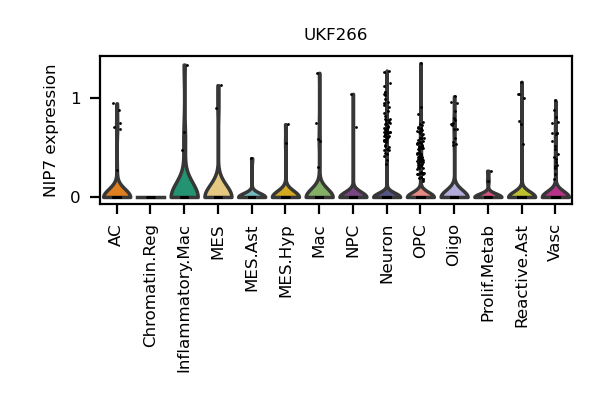 UKF266
NIP7 expression
1
0
AC
Chromatin.Reg
Inflammatory.Mac
MES
MES.Ast
MES.Hyp
Mac
NPC
Neuron
OPC
Oligo
Prolif.Metab
Reactive.Ast
Vasc